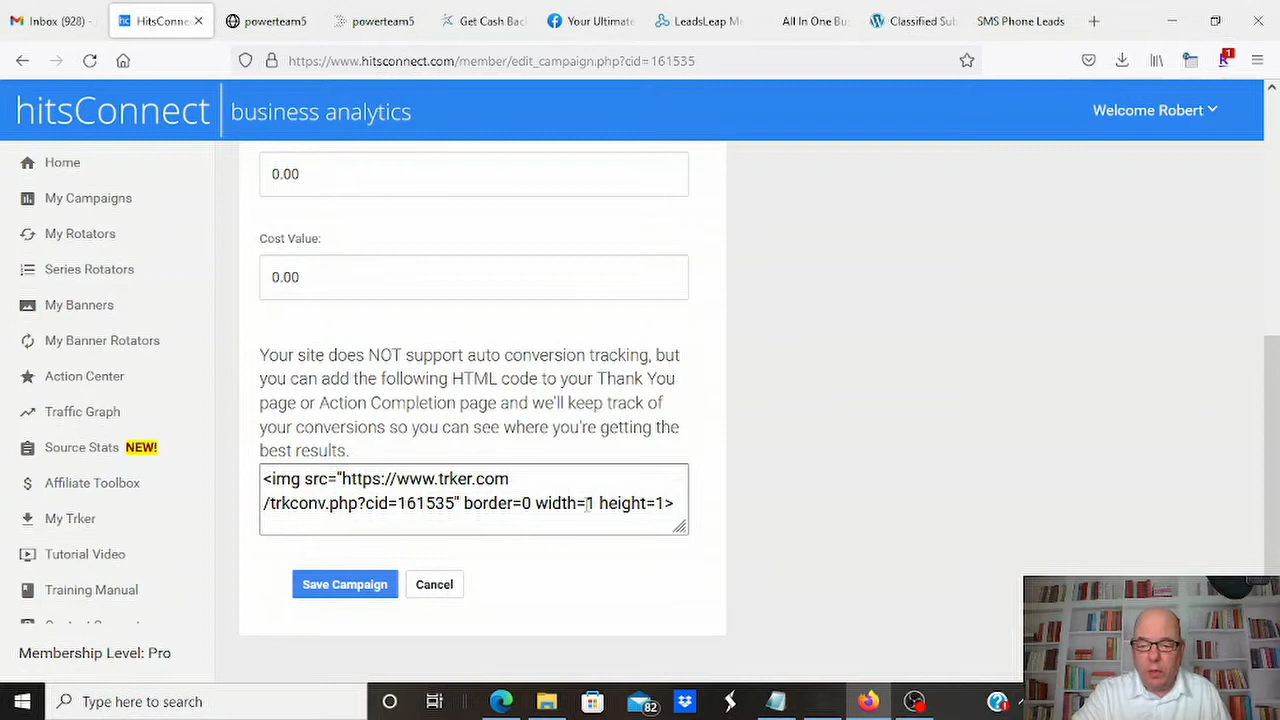 Inbox (928)
HitsConnect
powerteam5
powerteam5
Get Cash Bac
Your Ultimate
LeadsLeap Me
All In One Bu
Classified Sub
SMS Phone Leads
https://www.hitsconnect.com/member/edit_campaign.php?cid=161535
1
hitsConnect
business analytics
Welcome Robert
Home
My Campaigns
My Rotators
Series Rotators
My Banners
My Banner Rotators
Action Center
Traffic Graph
Source Stats NEW!
Affiliate Toolbox
My Trker
Tutorial Video
Training Manual
Membership Level: Pro
0.00
Cost Value:
0.00
Your site does NOT support auto conversion tracking, but
you can add the following HTML code to your Thank You
page or Action Completion page and we'll keep track of
your conversions so you can see where you're getting the
best results.
<img src="https://www.trker.com
/trkconv.php?cid=161535" border=0 width=1 height=1>
Save Campaign
Cancel
Type here to search
82